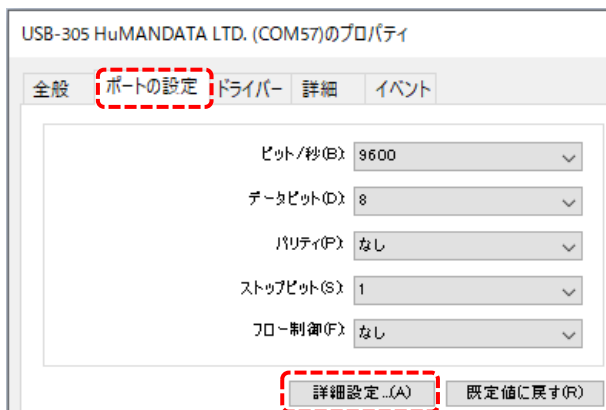 USB-305 HuMANDATA LTD. (COM57)のプロパティ
全般 ポートの設定 ドライバー 詳細 イベント
ビット/秒(B): 9600
データ ビット(D): 8
パリティ(P): なし
ストップ ビット(S): 1
フロー制御(F): なし
詳細設定...(A) 既定値に戻す(R)